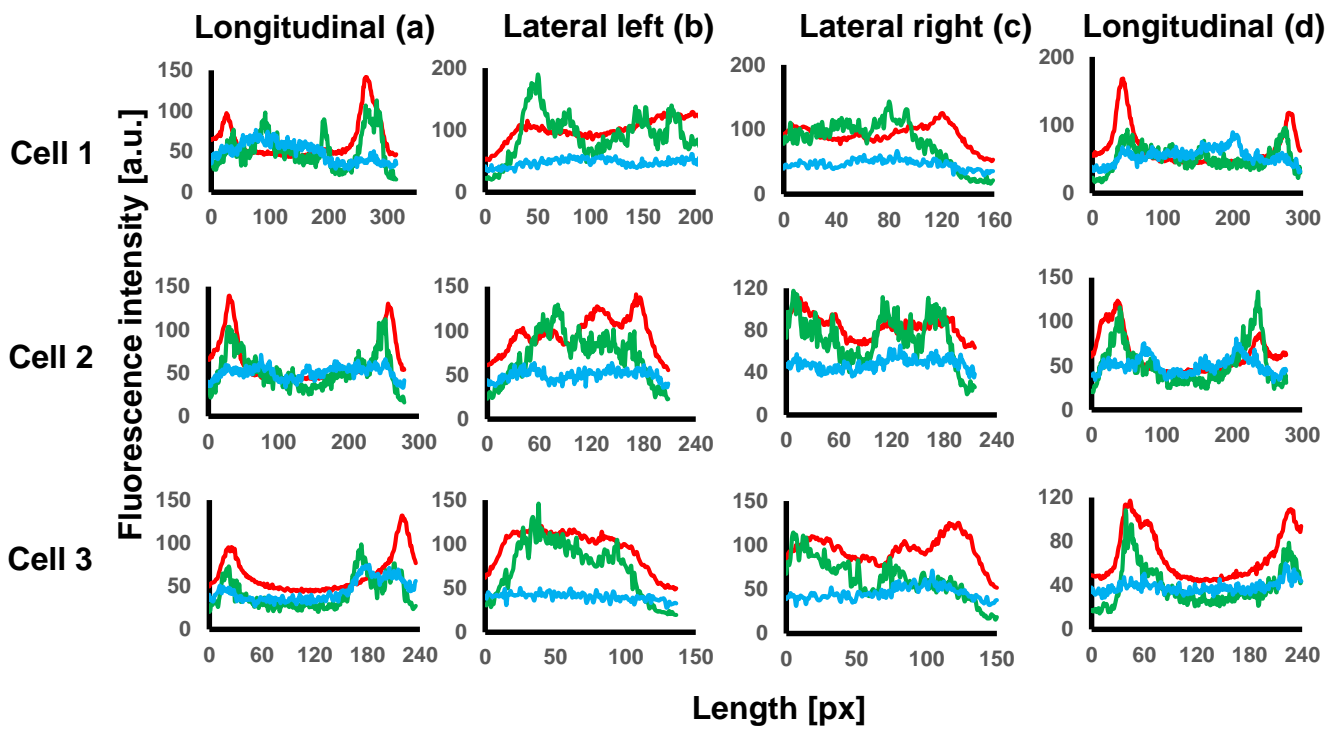 Longitudinal (a) Lateral left (b) Lateral right (c) Longitudinal (d)
Fluorescence intensity [a.u.]
Cell 1
150 100 50 0
0 100 200 300
200 150 100 50 0
0 50 100 150 200
200 150 100 50 0
0 40 80 120 160
200 150 100 50 0
0 100 200 300
Cell 2
150 100 50 0
0 100 200 300
150 100 50 0
0 60 120 180 240
120 80 40 0
0 60 120 180 240
150 100 50 0
0 100 200 300
Cell 3
150 100 50 0
0 60 120 180 240
150 100 50 0
0 50 100 150
150 100 50 0
0 50 100 150
120 80 40 0
0 60 120 180 240
Length [px]